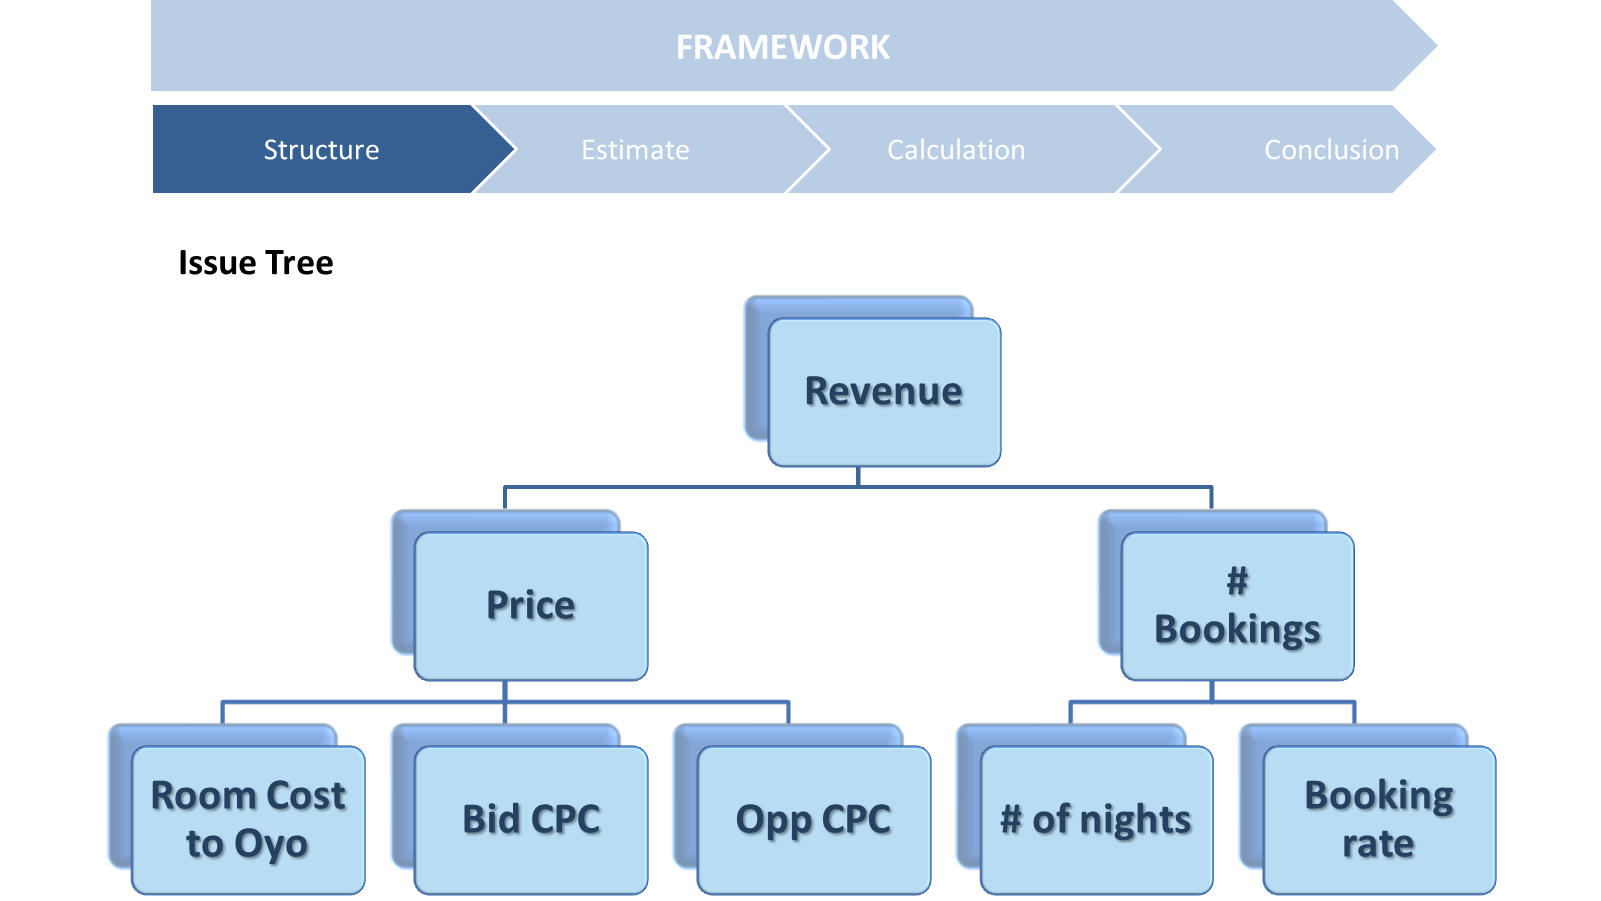 FRAMEWORK
Structure
Estimate
Calculation
Conclusion
Issue Tree
Revenue
Price
#
Bookings
Room Cost
to Oyo
Bid CPC
Opp CPC
# of nights
Booking
rate